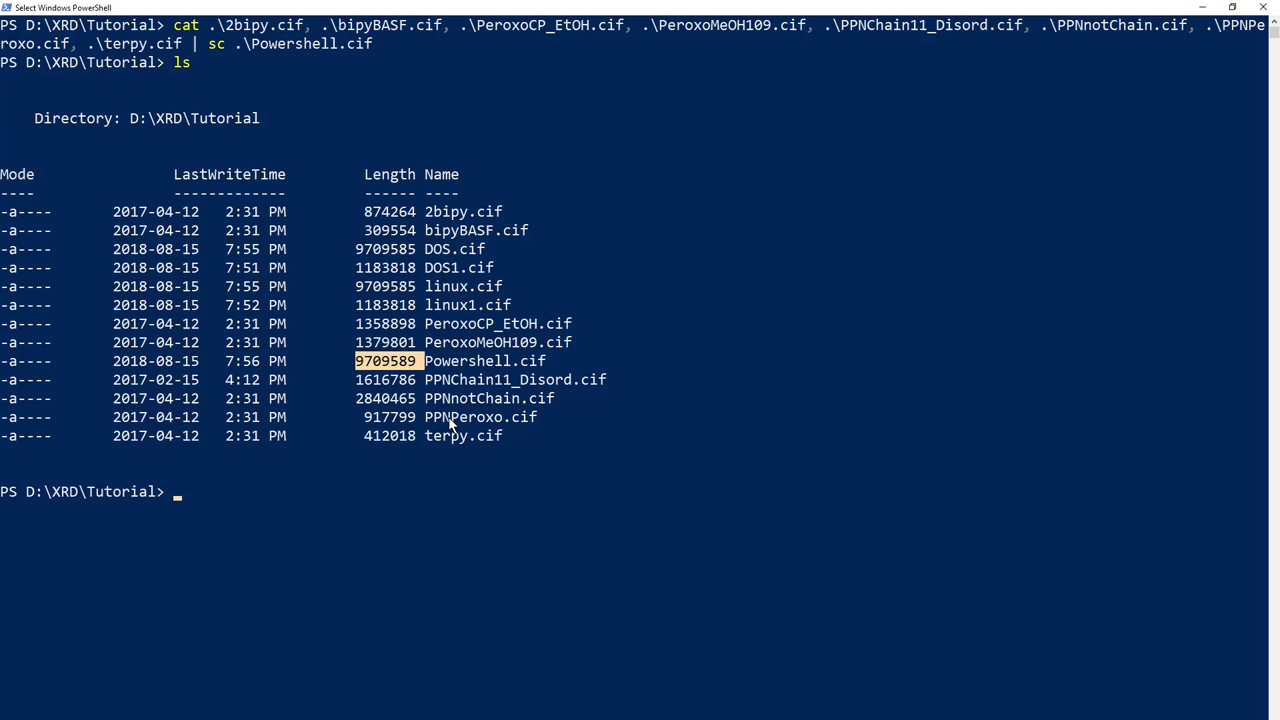 Select Windows PowerShell
PS D:\XRD\Tutorial> cat .\2bipy.cif, .\bipyBASF.cif, .\PeroxoCP_EtOH.cif, .\PeroxoMeOH109.cif, .\PPNChain11_Disord.cif, .\PPNnotChain.cif, .\PPNPe
roxo.cif, .\terpy.cif | sc .\Powershell.cif
PS D:\XRD\Tutorial> ls
Directory: D:\XRD\Tutorial
Mode LastWriteTime Length Name
---- ------------- ------ ----
-a---- 2017-04-12 2:31 PM 874264 2bipy.cif
-a---- 2017-04-12 2:31 PM 309554 bipyBASF.cif
-a---- 2018-08-15 7:55 PM 9709585 DOS.cif
-a---- 2018-08-15 7:51 PM 1183818 DOS1.cif
-a---- 2018-08-15 7:55 PM 9709585 linux.cif
-a---- 2018-08-15 7:52 PM 1183818 linux1.cif
-a---- 2017-04-12 2:31 PM 1358898 PeroxoCP_EtOH.cif
-a---- 2017-04-12 2:31 PM 1379801 PeroxoMeOH109.cif
-a---- 2018-08-15 7:56 PM 9709589 Powershell.cif
-a---- 2017-02-15 4:12 PM 1616786 PPNChain11_Disord.cif
-a---- 2017-04-12 2:31 PM 2840465 PPNnotChain.cif
-a---- 2017-04-12 2:31 PM 917799 PPNPeroxo.cif
-a---- 2017-04-12 2:31 PM 412018 terpy.cif
PS D:\XRD\Tutorial>